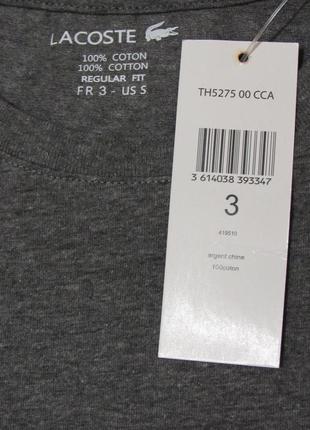 LACOSTE
100% COTON
100% COTTON
REGULAR FIT
FR 3 - US S
TH5275 00 CCA
3 614038 393347
3
419510
argent chine
100coton